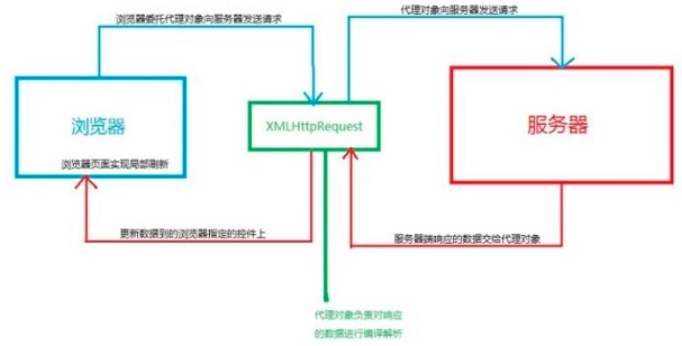 浏览器委托代理对象向服务器发送请求
代理对象向服务器发送请求
浏览器
XMLHttpRequest
服务器
浏览器页面实现局部刷新
更新数据到的浏览器指定的控件上
服务器端响应的数据交给代理对象
代理对象负责对响应
的数据进行编译解析